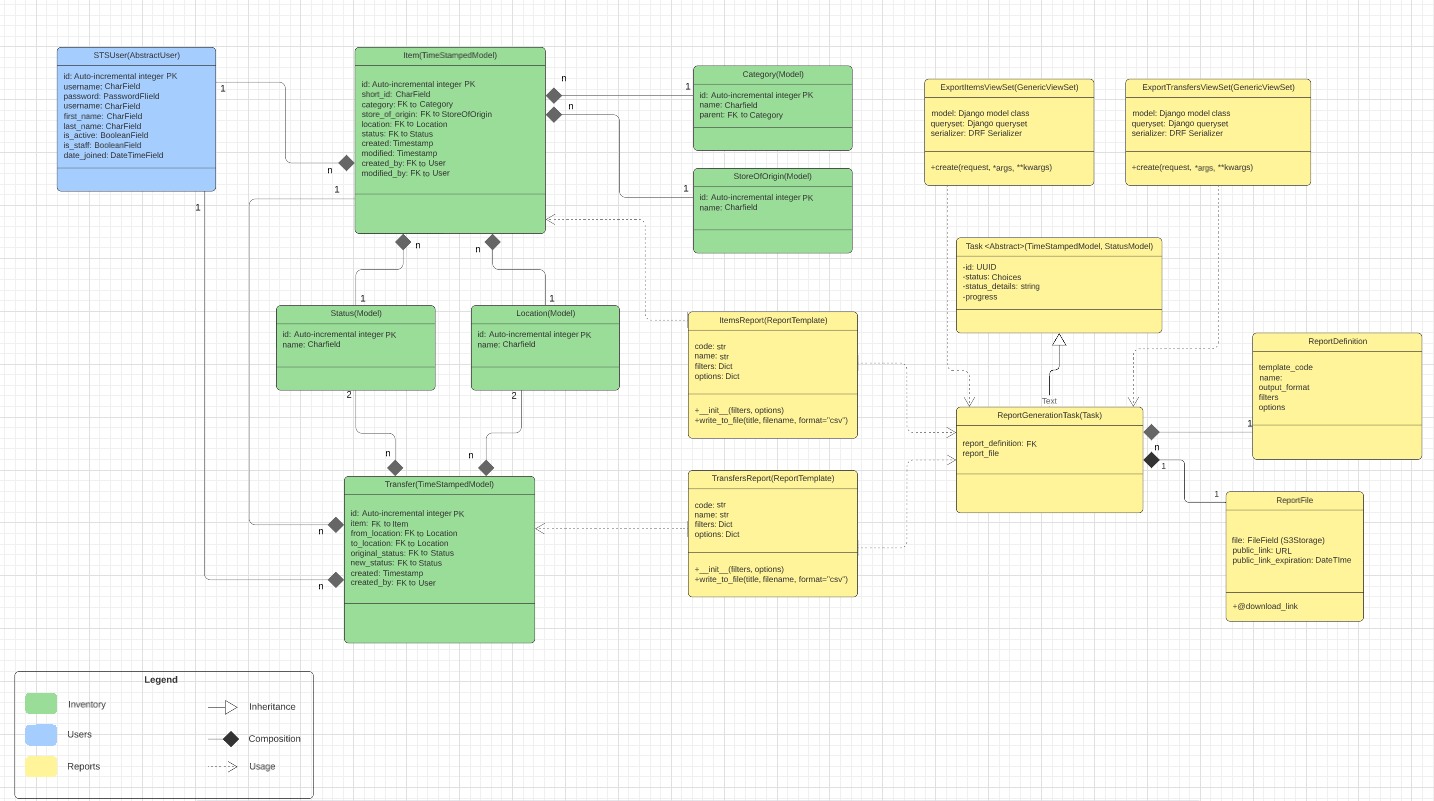 STSUser(AbstractUser)
id: Auto-incremental integer PK
username: CharField
password: PasswordFlield
username: CharField
first_name: CharField
last_name: CharField
is_active: BooleanField
is_staff: BooleanField
date_joined: DateTimeField
1
n
1
1
Item(TimeStampedModel)
id: Auto-incremental integer PK
short_id: CharField
category: FK to Category
store_of_origin: FK to StoreOfOrigin
location: FK to Location
status: FK to Status
created: Timestamp
modified: Timestamp
created_by: FK to User
modified_by: FK to User
n
n
n
n
1
1
Category(Model)
id: Auto-incremental integer PK
name: Charfield
parent: FK to Category
StoreOfOrigin(Model)
id: Auto-incremental integer PK
name: Charfield
1
1
Status(Model)
id: Auto-incremental integer PK
name: Charfield
Location(Model)
id: Auto-incremental integer PK
name: Charfield
2
2
n
n
n
n
Transfer(TimeStampedModel)
id: Auto-incremental integer PK
item: FK to Item
from_location: FK to Location
to_location: FK to Location
original_status: FK to Status
new_status: FK to Status
created: Timestamp
created_by: FK to User
ItemsReport(ReportTemplate)
code: str
name: str
filters: Dict
options: Dict
+__init__(filters, options)
+write_to_file(title, filename, format="csv")
TransfersReport(ReportTemplate)
code: str
name: str
filters: Dict
options: Dict
+__init__(filters, options)
+write_to_file(title, filename, format="csv")
ExportItemsViewSet(GenericViewSet)
model: Django model class
queryset: Django queryset
serializer: DRF Serializer
+create(request, *args, **kwargs)
ExportTransfersViewSet(GenericViewSet)
model: Django model class
queryset: Django queryset
serializer: DRF Serializer
+create(request, *args, **kwargs)
Task <Abstract>(TimeStampedModel, StatusModel)
-id: UUID
-status: Choices
-status_details: string
-progress
Text
ReportGenerationTask(Task)
report_definition: FK
report_file
1
n
1
1
ReportDefinition
template_code
name:
output_format
filters
options
ReportFile
file: FileField (S3Storage)
public_link: URL
public_link_expiration: DateTIme
+@download_link
Legend
Inventory
Inheritance
Users
Composition
Reports
Usage